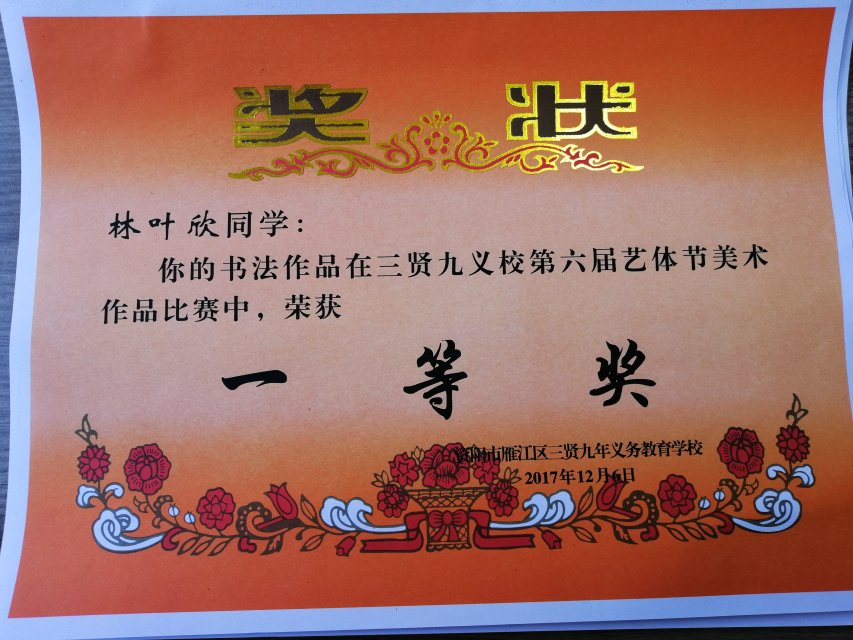 奖状
林叶欣同学：
你的书法作品在三贤九义校第六届艺体节美术
作品比赛中，荣获
一等奖
资阳市雁江区三贤九年义务教育学校
2017年12月6日